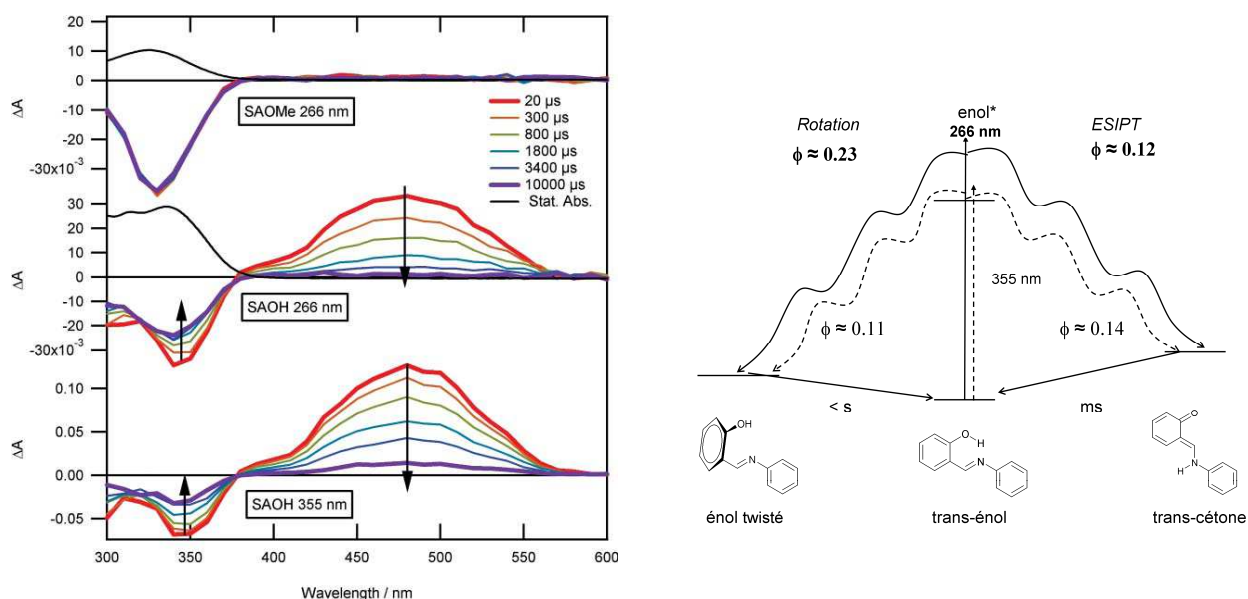 20
10
0
-10
-20
-30x10⁻³
ΔA
SAOMe 266 nm
20 µs
300 µs
800 µs
1800 µs
3400 µs
10000 µs
Stat. Abs.
30
20
10
0
-10
-20
-30x10⁻³
ΔA
SAOH 266 nm
0.10
0.05
0.00
-0.05
ΔA
SAOH 355 nm
300 350 400 450 500 550 600
Wavelength / nm
enol*
266 nm
Rotation
ϕ ≈ 0.23
ESIPT
ϕ ≈ 0.12
355 nm
ϕ ≈ 0.11
ϕ ≈ 0.14
< s
ms
OH
N
O H
N
O
N
H
énol twisté
trans-énol
trans-cétone